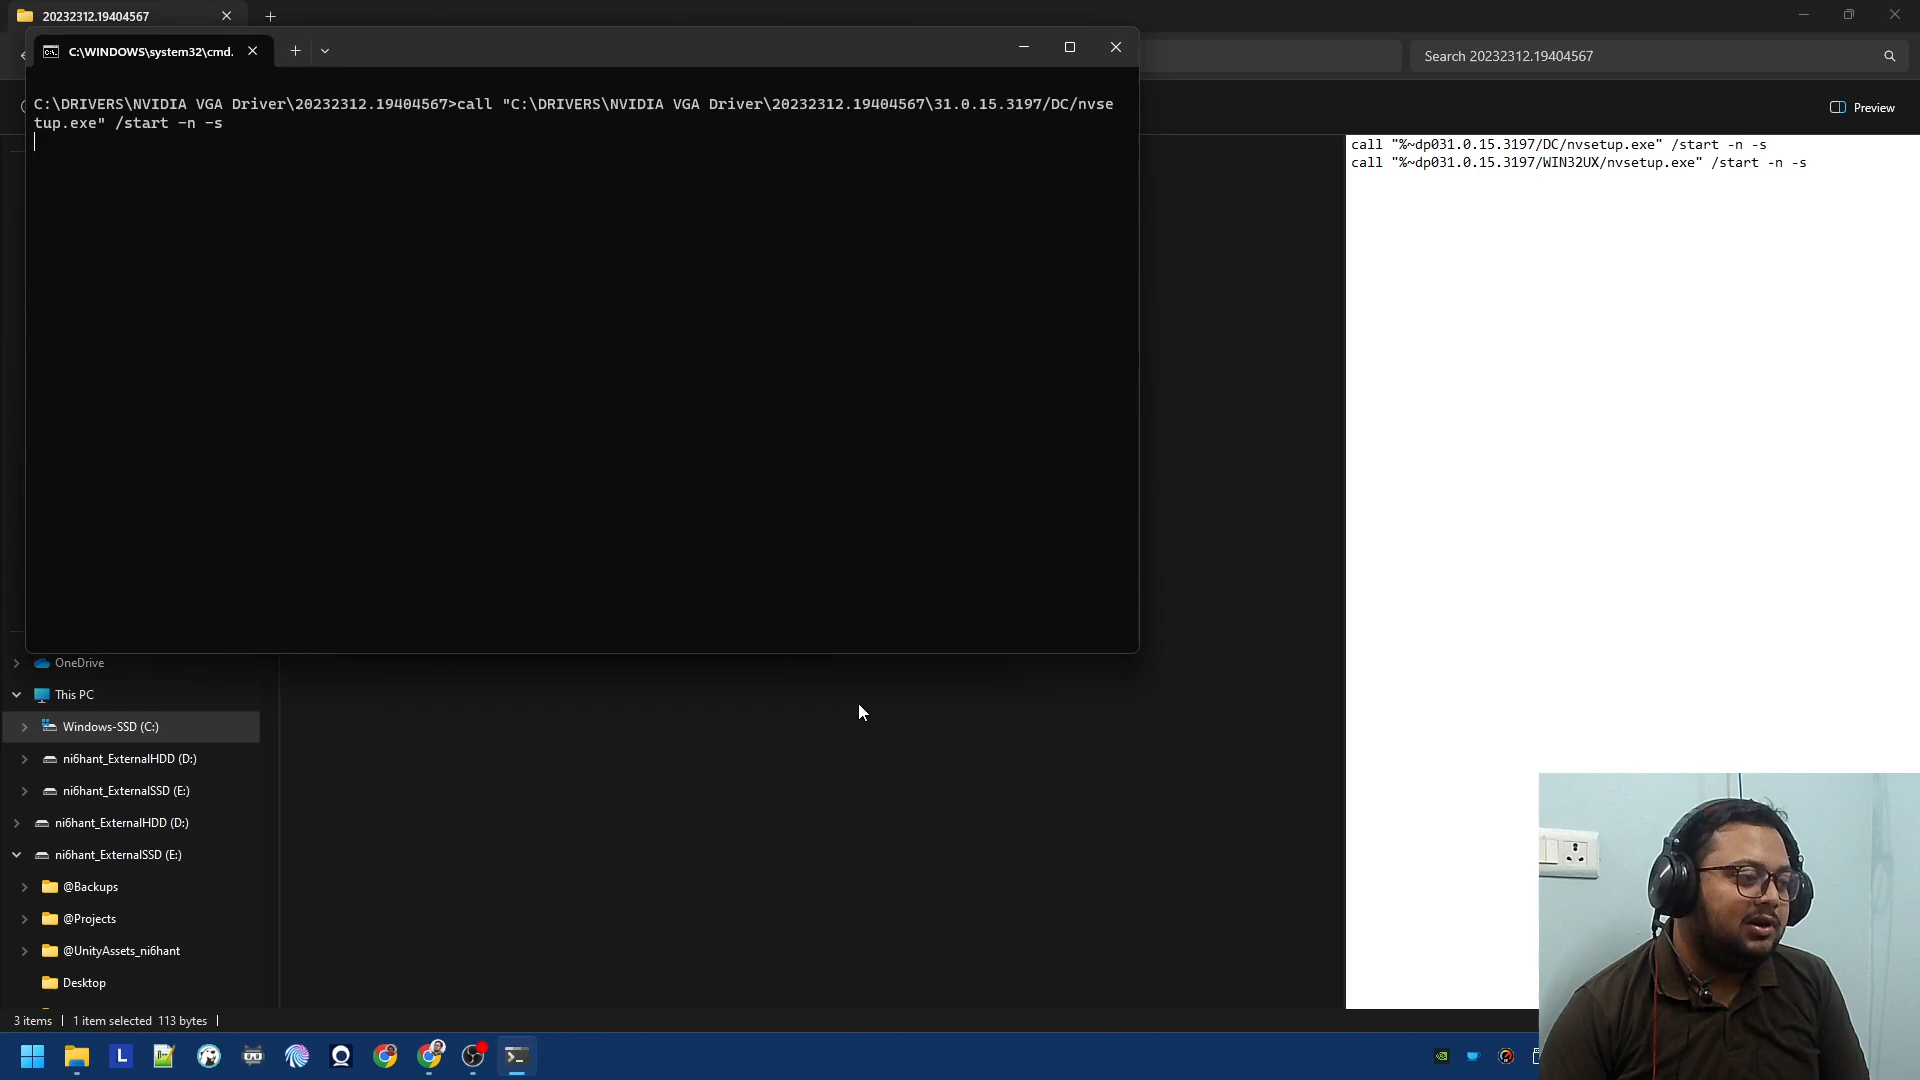 20232312.19404567
C:\WINDOWS\system32\cmd.
Search 20232312.19404567
Preview
C:\DRIVERS\NVIDIA VGA Driver\20232312.19404567>call "C:\DRIVERS\NVIDIA VGA Driver\20232312.19404567\31.0.15.3197/DC/nvse
tup.exe" /start -n -s
call "%~dp031.0.15.3197/DC/nvsetup.exe" /start -n -s
call "%~dp031.0.15.3197/WIN32UX/nvsetup.exe" /start -n -s
OneDrive
This PC
Windows-SSD (C:)
ni6hant_ExternalHDD (D:)
ni6hant_ExternalSSD (E:)
ni6hant_ExternalHDD (D:)
ni6hant_ExternalSSD (E:)
@Backups
@Projects
@UnityAssets_ni6hant
Desktop
3 items
1 item selected 113 bytes
L